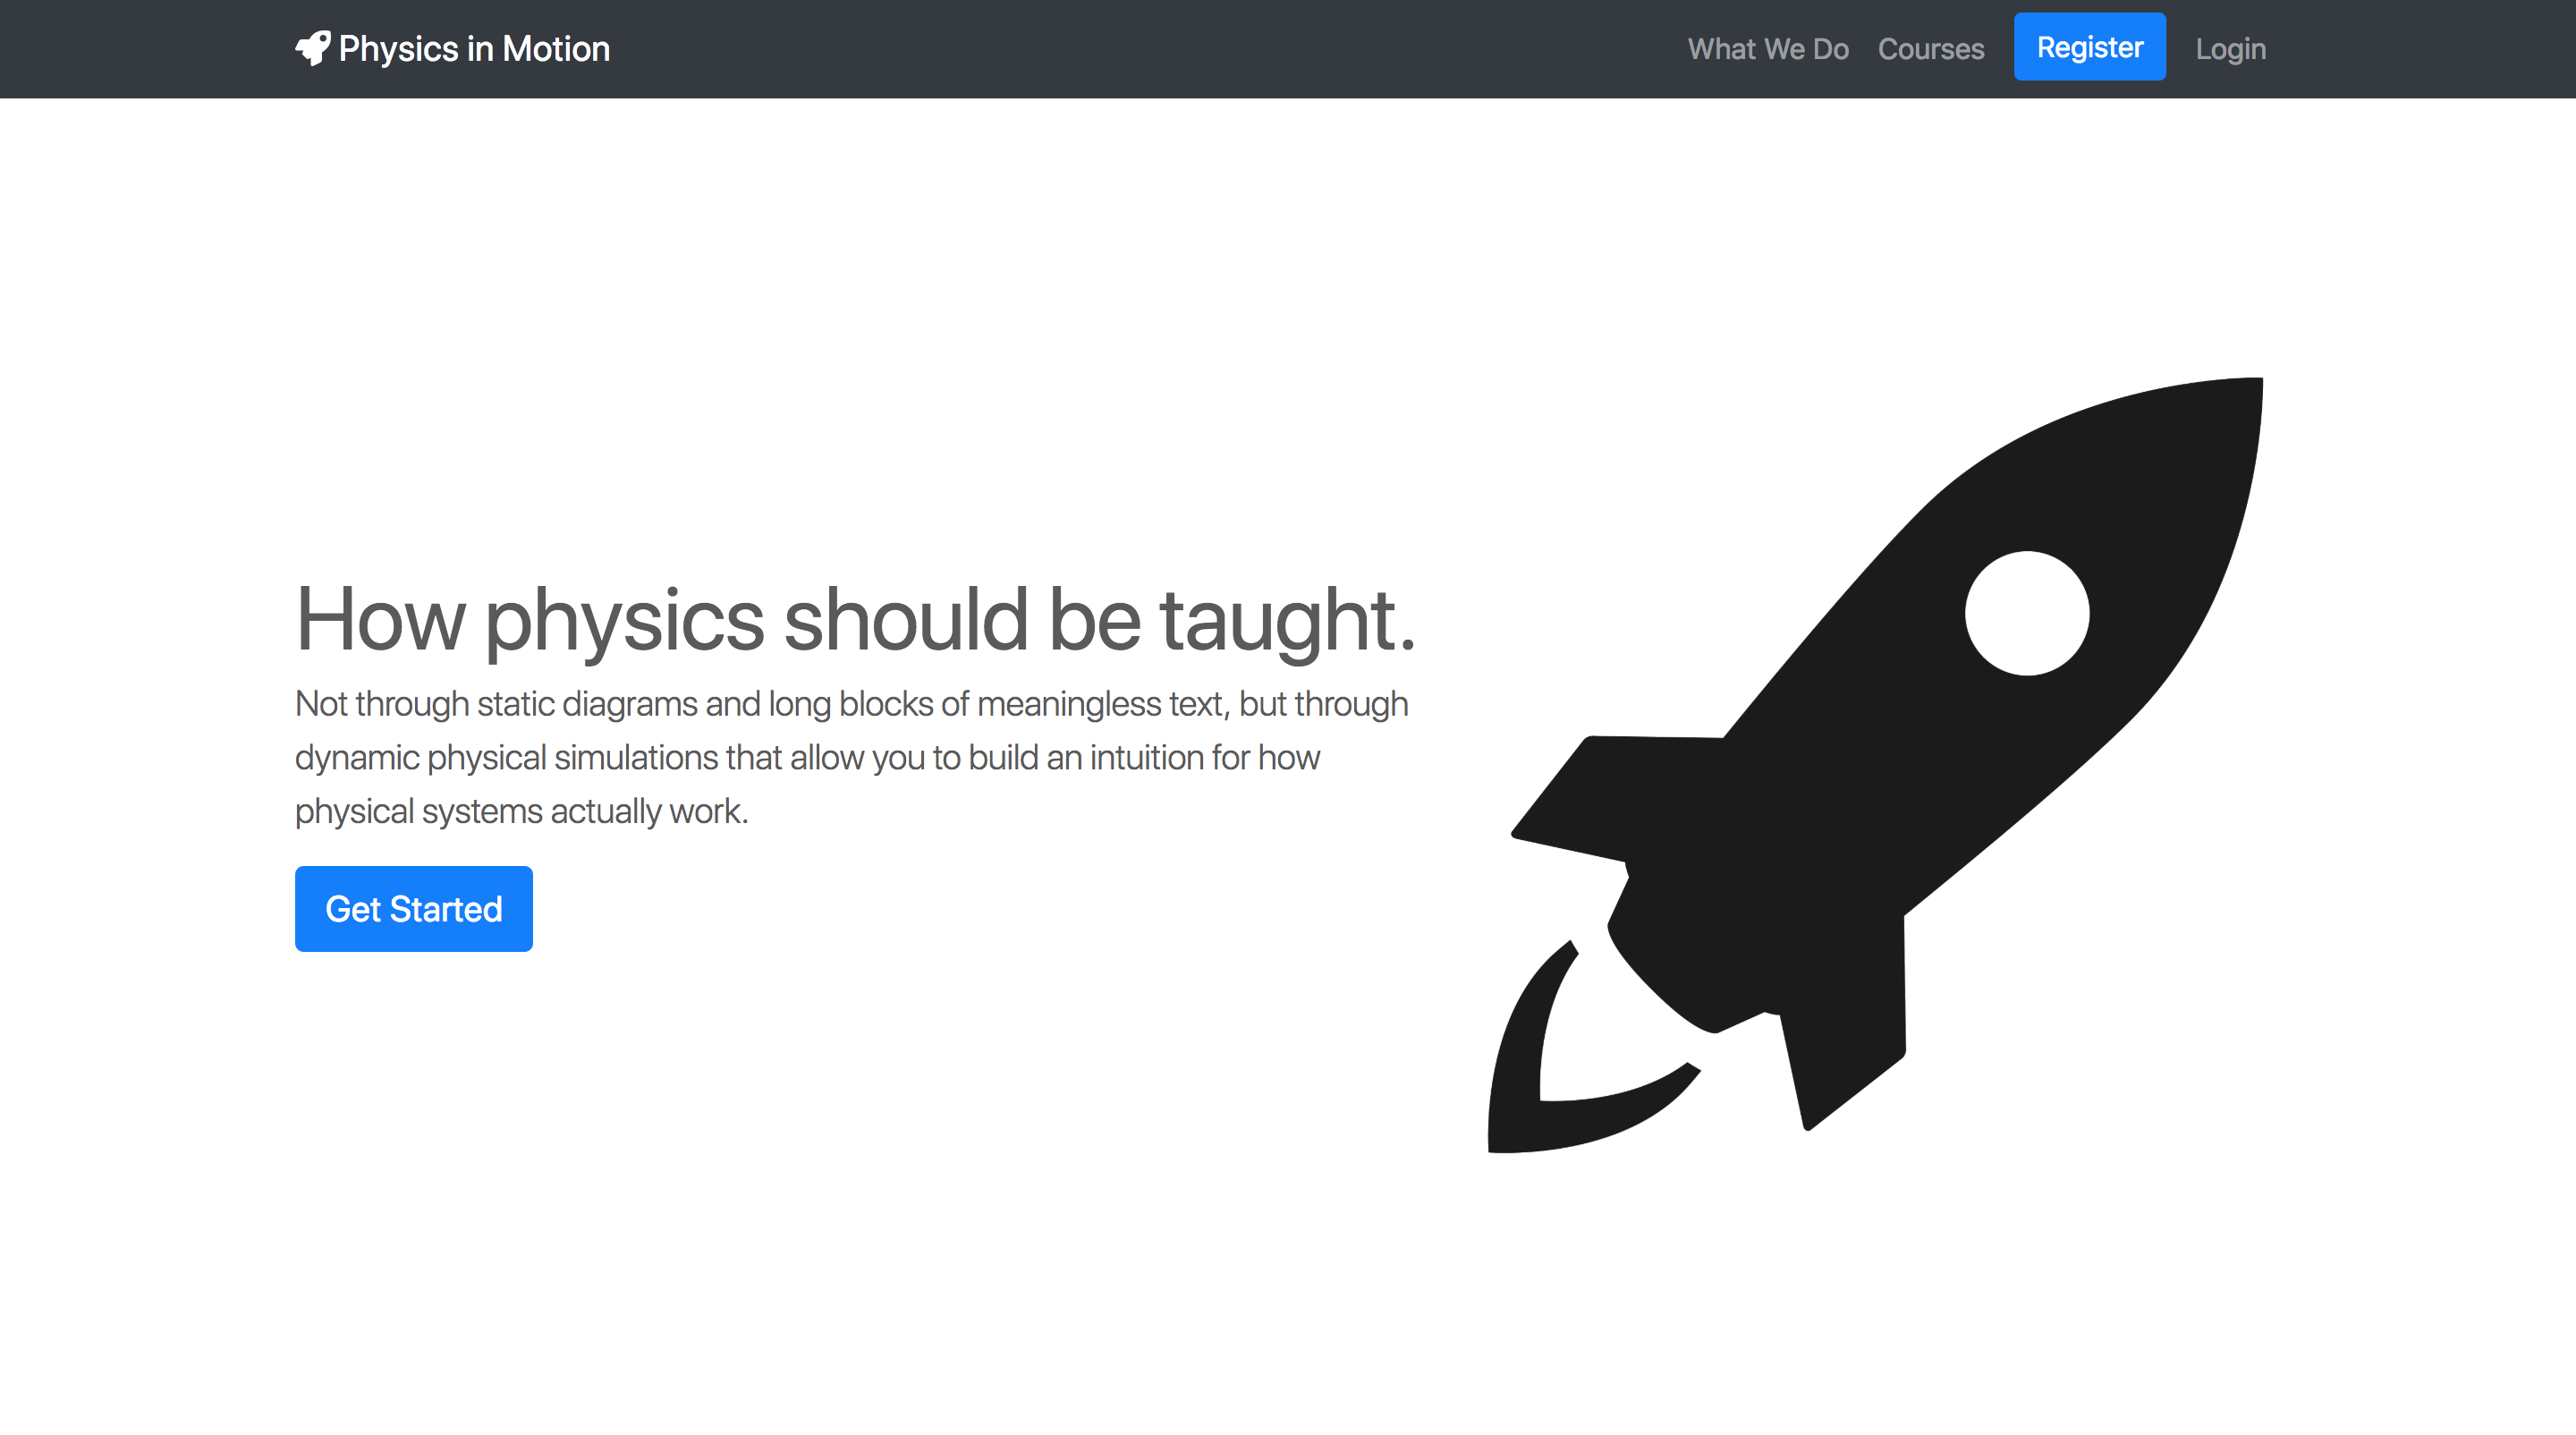 Physics in Motion
What We Do
Courses
Register
Login
How physics should be taught.
Not through static diagrams and long blocks of meaningless text, but through
dynamic physical simulations that allow you to build an intuition for how
physical systems actually work.
Get Started